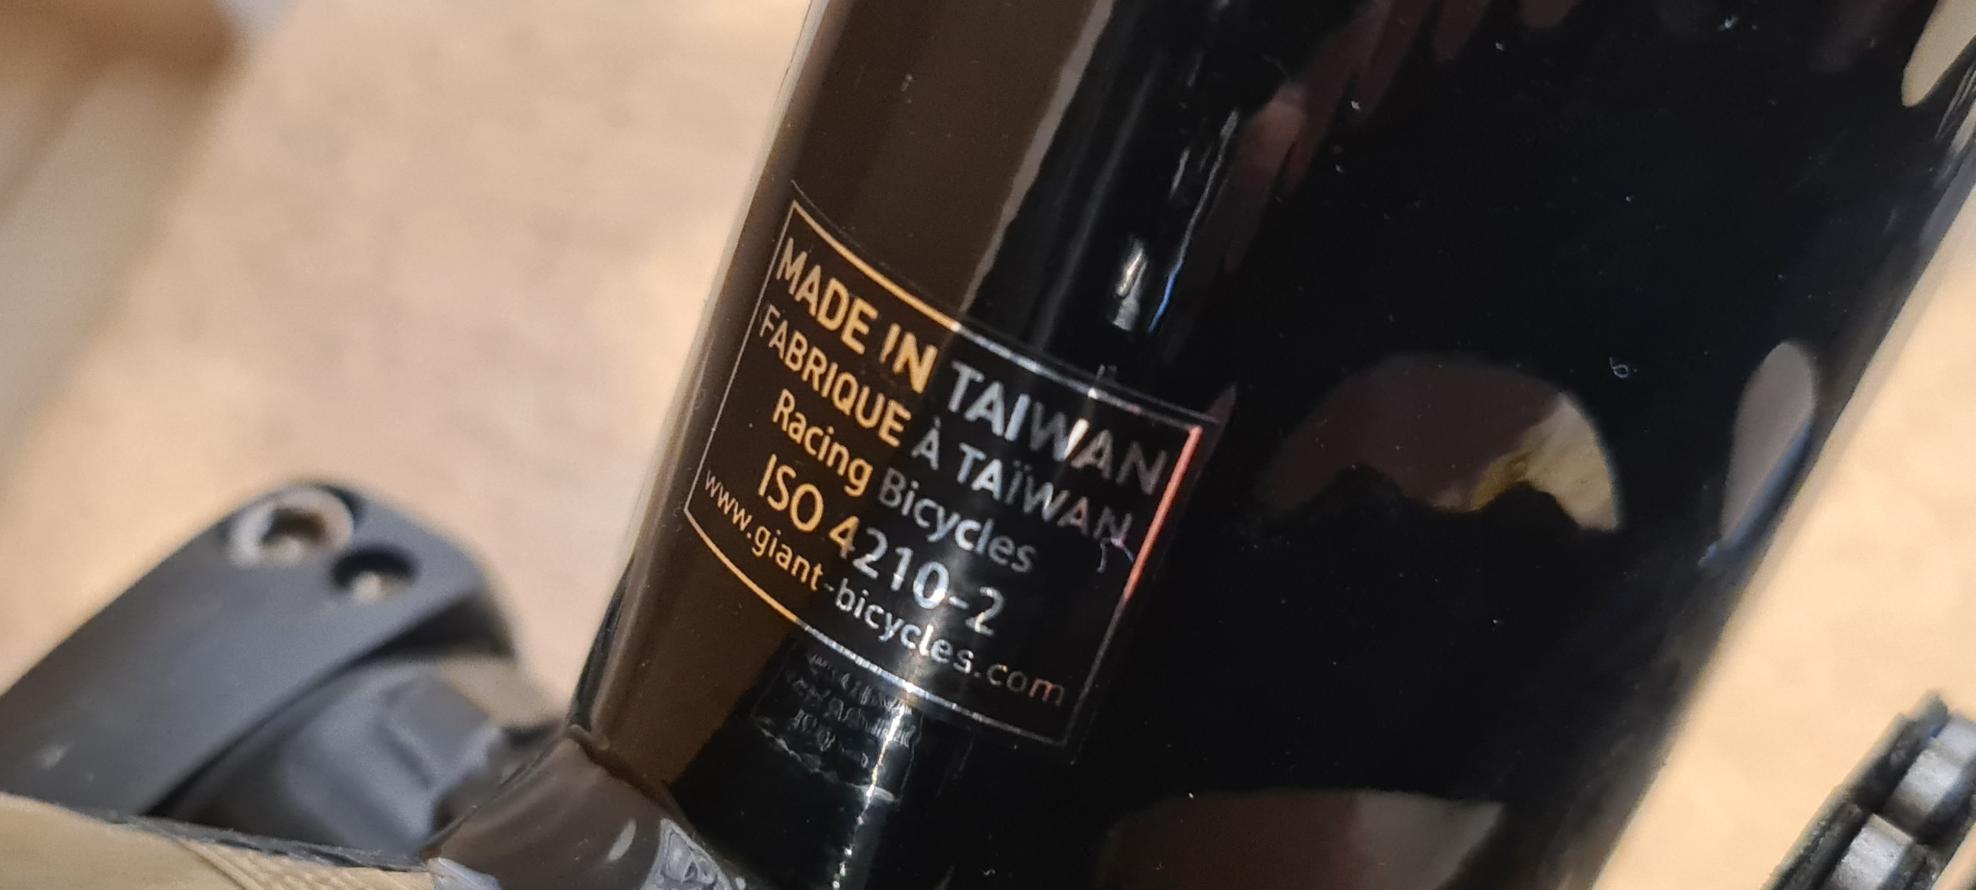 MADE IN TAIWAN
FABRIQUE À TAÏWAN
Racing Bicycles
ISO 4210-2
www.giant-bicycles.com